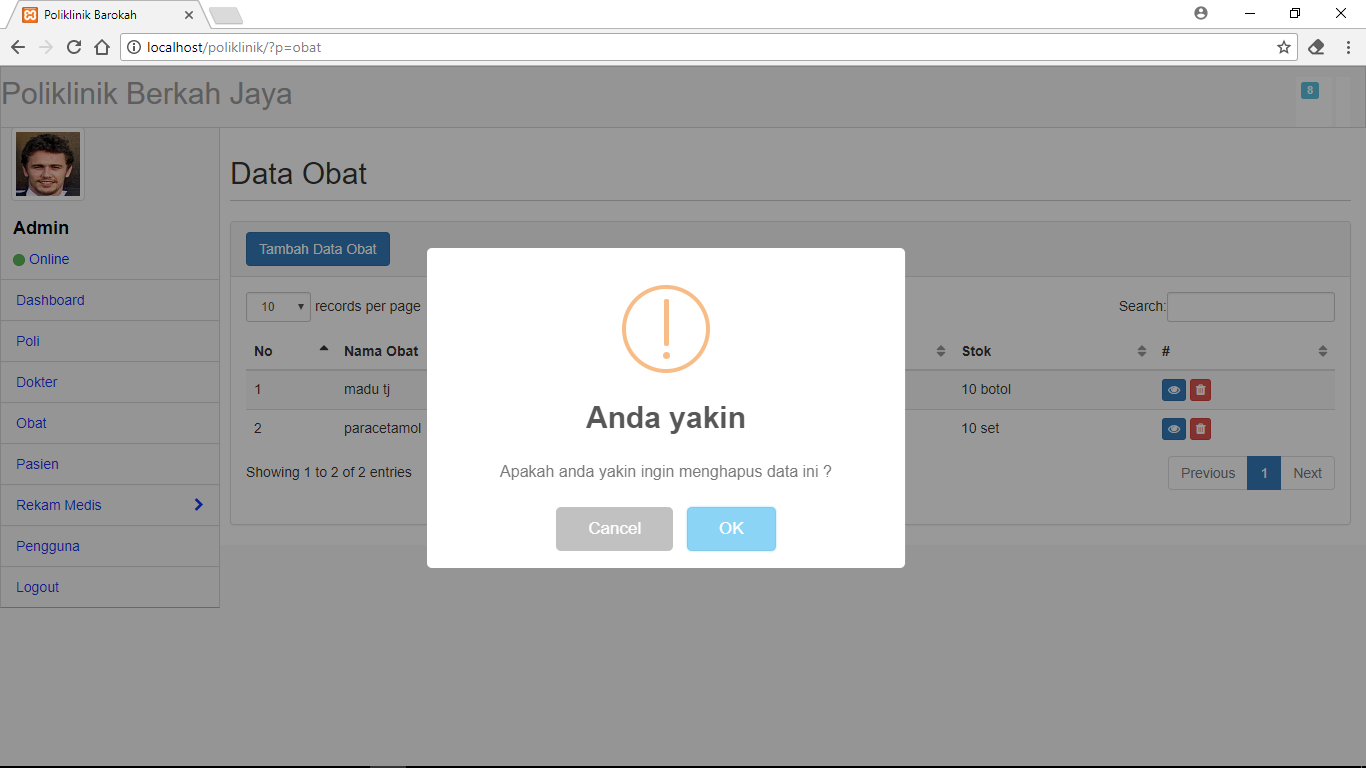 Poliklinik Barokah
localhost/poliklinik/?p=obat
Poliklinik Berkah Jaya
8
Admin
Online
Dashboard
Poli
Dokter
Obat
Pasien
Rekam Medis
Pengguna
Logout
Data Obat
Tambah Data Obat
10 records per page
Search:
No Nama Obat Stok #
1 madu tj 10 botol
2 paracetamol 10 set
Showing 1 to 2 of 2 entries
Previous 1 Next
Anda yakin
Apakah anda yakin ingin menghapus data ini ?
Cancel OK